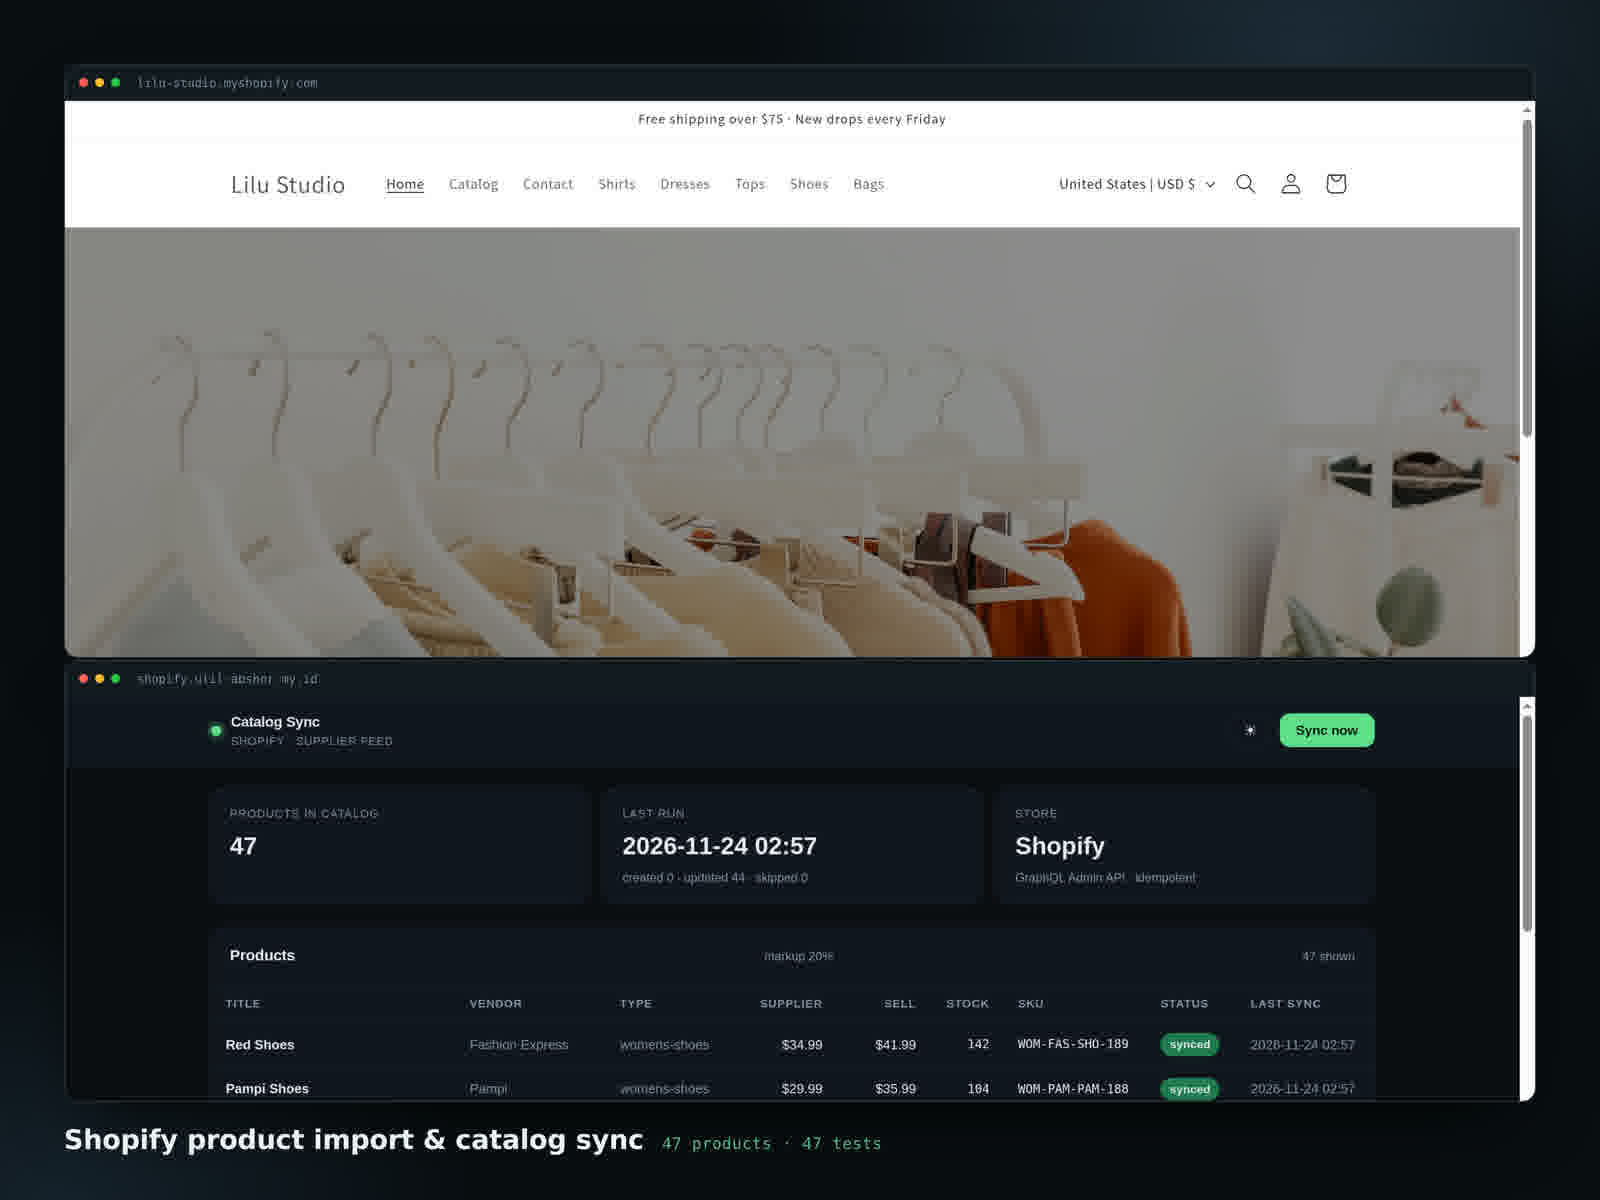 lilu-studio.myshopify.com
Free shipping over $75 · New drops every Friday
Lilu Studio Home Catalog Contact Shirts Dresses Tops Shoes Bags United States | USD $
Catalog Sync
SHOPIFY · SUPPLIER FEED
Sync now
PRODUCTS IN CATALOG
47
LAST RUN
2026-11-24 02:57
created 0 · updated 44 · skipped 0
STORE
Shopify
GraphQL Admin API · idempotent
Products markup 20% 47 shown
TITLE VENDOR TYPE SUPPLIER SELL STOCK SKU STATUS LAST SYNC
Red Shoes Fashion Express womens-shoes $34.99 $41.99 142 WOM-FAS-SHO-189 synced 2026-11-24 02:57
Pampi Shoes Pampi womens-shoes $29.99 $35.99 104 WOM-PAM-PAM-188 synced 2026-11-24 02:57
Shopify product import & catalog sync 47 products · 47 tests